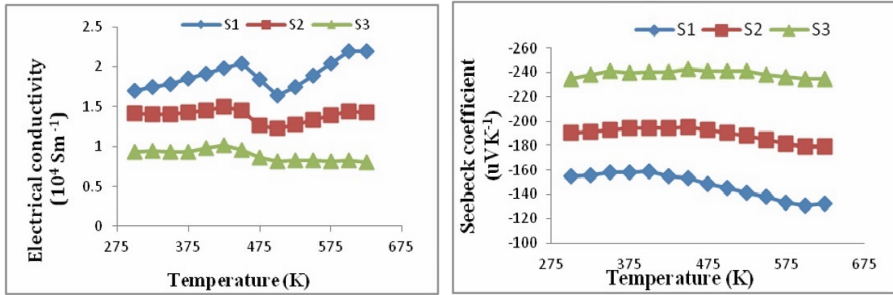 S1 S2 S3
2.5
2
1.5
1
0.5
0
275 375 475 575 675
Electrical conductivity
(10⁴ Sm⁻¹)
Temperature (K)
S1 S2 S3
-260
-240
-220
-200
-180
-160
-140
-120
-100
275 375 475 575 675
Seebeck coefficient
(uVK⁻¹)
Temperature (K)